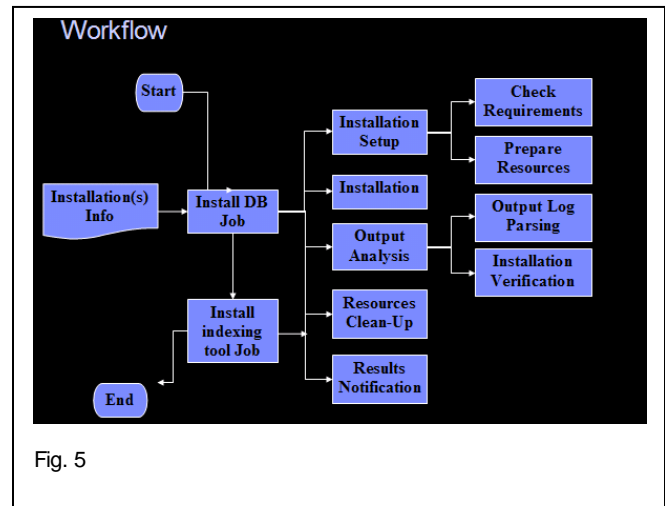 Workflow
Start
Installation(s)
Info
Install DB
Job
Install
indexing
tool Job
End
Installation
Setup
Installation
Output
Analysis
Resources
Clean-Up
Results
Notification
Check
Requirements
Prepare
Resources
Output Log
Parsing
Installation
Verification
Fig. 5